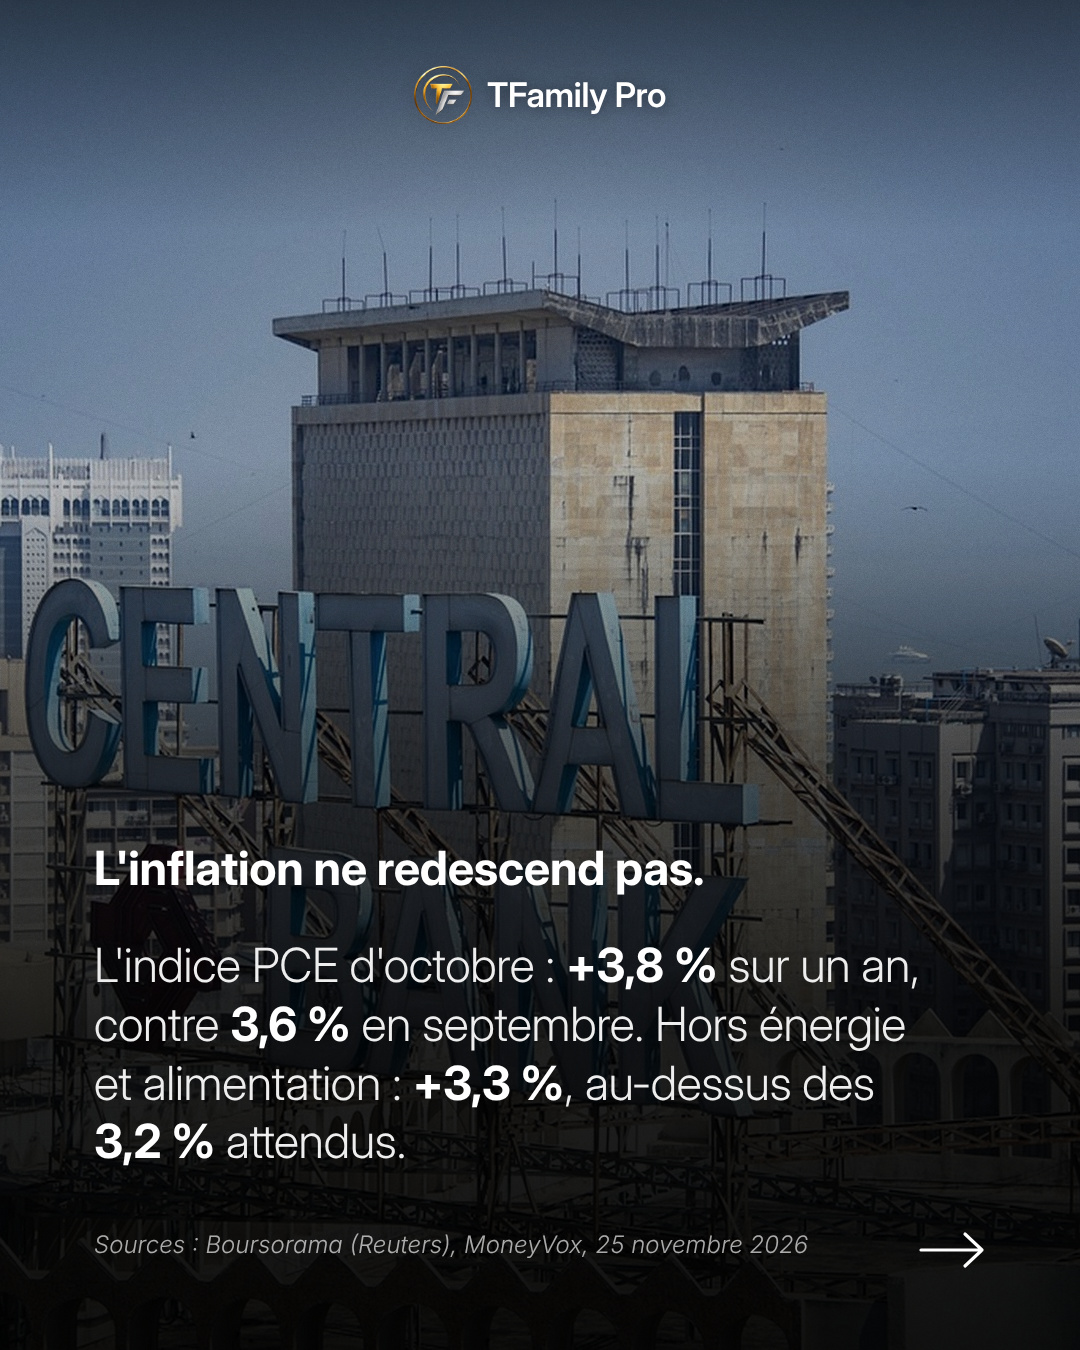 TFamily Pro
CENTRAL
BANK
L'inflation ne redescend pas.
L'indice PCE d'octobre : +3,8 % sur un an,
contre 3,6 % en septembre. Hors énergie
et alimentation : +3,3 %, au-dessus des
3,2 % attendus.
Sources : Boursorama (Reuters), MoneyVox, 25 novembre 2026